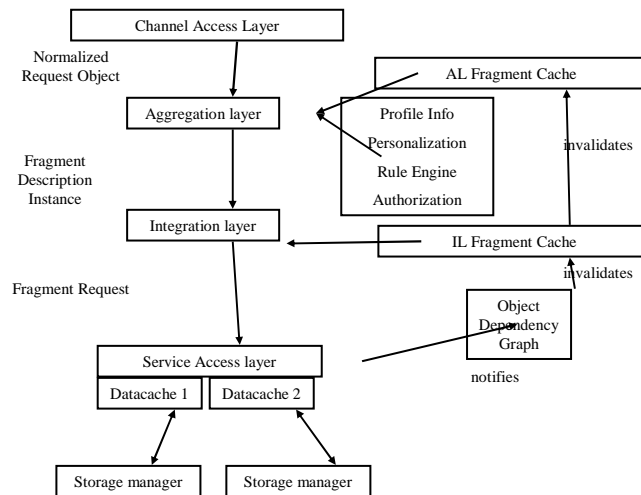 Channel Access Layer
Normalized
Request Object
AL Fragment Cache
Aggregation layer
Profile Info
Personalization
Rule Engine
Authorization
invalidates
Fragment
Description
Instance
Integration layer
IL Fragment Cache
invalidates
Fragment Request
Object
Dependency
Graph
Service Access layer
notifies
Datacache 1
Datacache 2
Storage manager
Storage manager